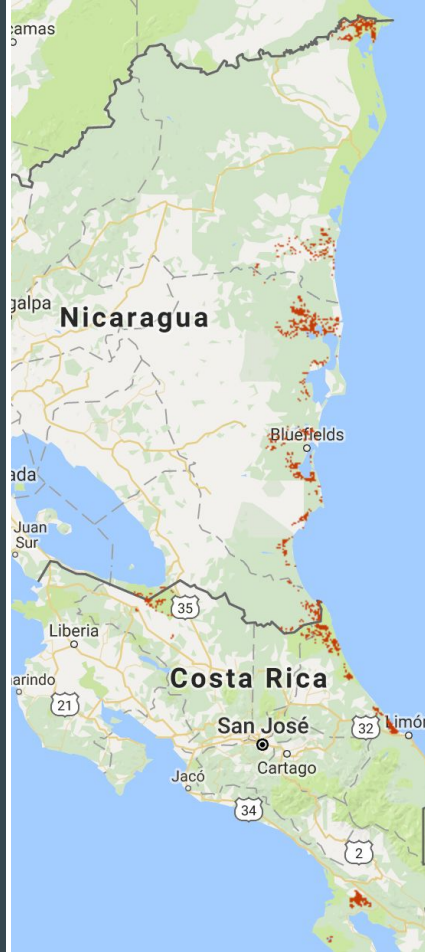 camas
galpa
Nicaragua
Bluefields
ada
Juan
Sur
35
Liberia
Costa Rica
arindo
21
San José
32
Limón
Cartago
Jacó
34
2